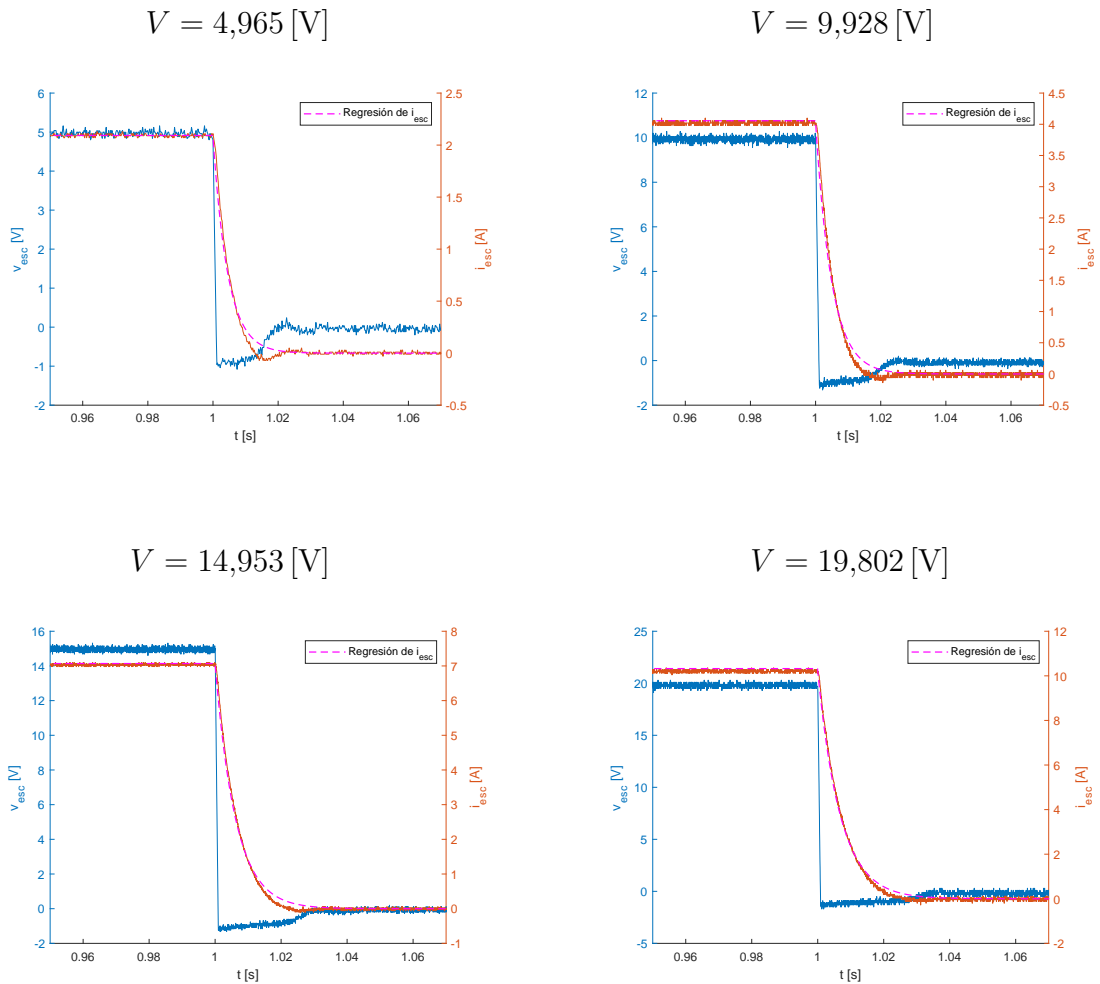 V = 4,965 [V]
V = 9,928 [V]
6
5
4
3
2
1
0
-1
-2
v_esc [V]
2.5
2
1.5
1
0.5
0
-0.5
i_esc [A]
Regresión de i_esc
0.96 0.98 1 1.02 1.04 1.06
t [s]
12
10
8
6
4
2
0
-2
v_esc [V]
4.5
4
3.5
3
2.5
2
1.5
1
0.5
0
-0.5
i_esc [A]
Regresión de i_esc
0.96 0.98 1 1.02 1.04 1.06
t [s]
V = 14,953 [V]
V = 19,802 [V]
16
14
12
10
8
6
4
2
0
-2
v_esc [V]
8
7
6
5
4
3
2
1
0
-1
i_esc [A]
Regresión de i_esc
0.96 0.98 1 1.02 1.04 1.06
t [s]
25
20
15
10
5
0
-5
v_esc [V]
12
10
8
6
4
2
0
-2
i_esc [A]
Regresión de i_esc
0.96 0.98 1 1.02 1.04 1.06
t [s]